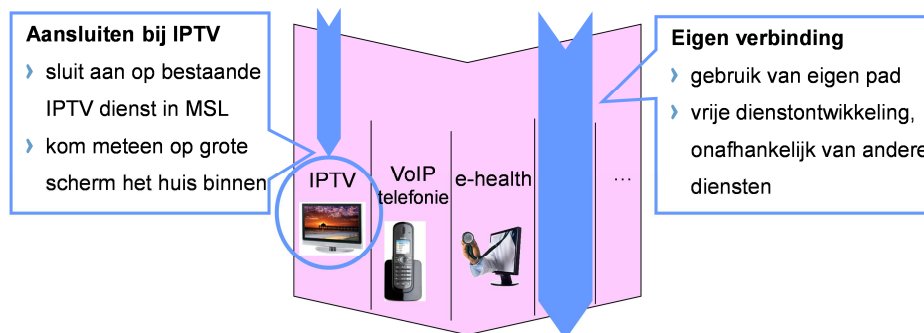 Aansluiten bij IPTV
› sluit aan op bestaande
IPTV dienst in MSL
› kom meteen op grote
scherm het huis binnen
IPTV
VoIP
telefonie
e-health
...
Eigen verbinding
› gebruik van eigen pad
› vrije dienstontwikkeling,
onafhankelijk van andere
diensten